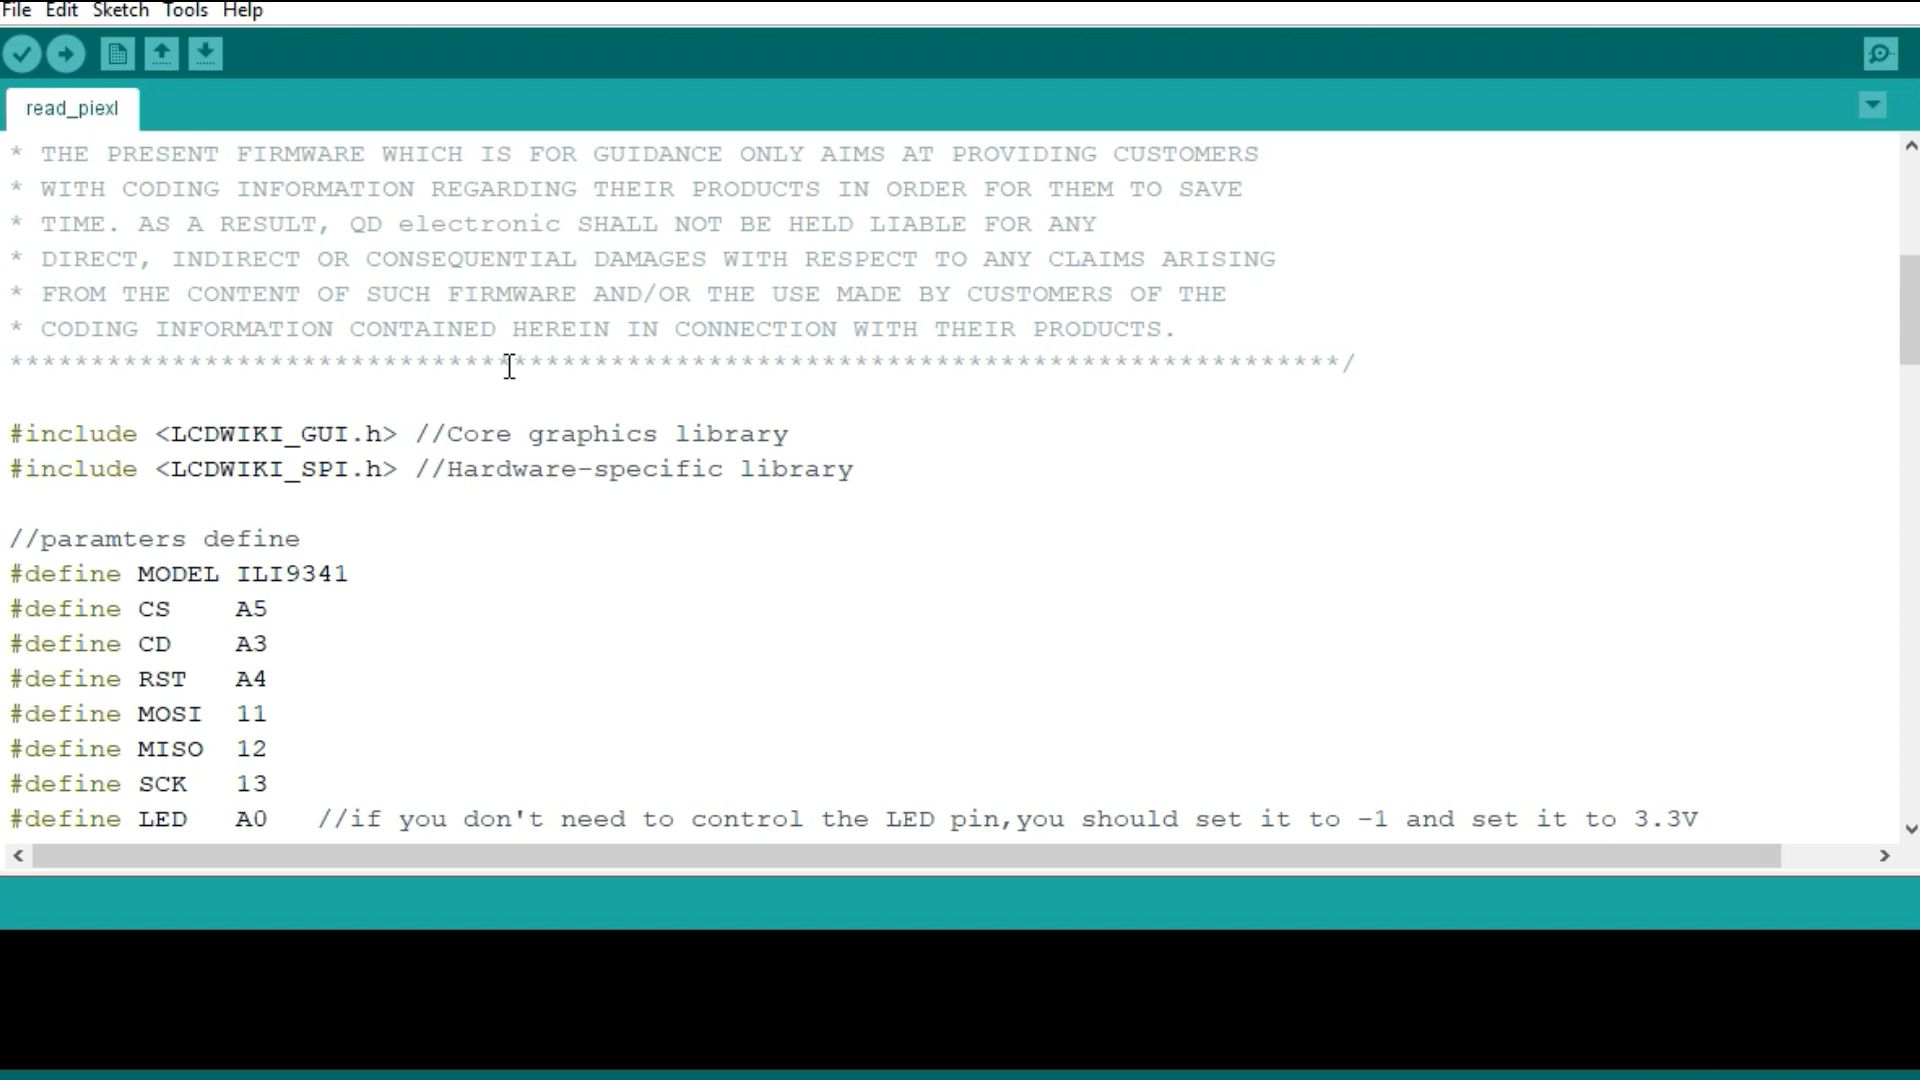 File Edit Sketch Tools Help
read_piexl
* THE PRESENT FIRMWARE WHICH IS FOR GUIDANCE ONLY AIMS AT PROVIDING CUSTOMERS
* WITH CODING INFORMATION REGARDING THEIR PRODUCTS IN ORDER FOR THEM TO SAVE
* TIME. AS A RESULT, QD electronic SHALL NOT BE HELD LIABLE FOR ANY
* DIRECT, INDIRECT OR CONSEQUENTIAL DAMAGES WITH RESPECT TO ANY CLAIMS ARISING
* FROM THE CONTENT OF SUCH FIRMWARE AND/OR THE USE MADE BY CUSTOMERS OF THE
* CODING INFORMATION CONTAINED HEREIN IN CONNECTION WITH THEIR PRODUCTS.
**********************************************************************************/

#include <LCDWIKI_GUI.h> //Core graphics library
#include <LCDWIKI_SPI.h> //Hardware-specific library

//paramters define
#define MODEL ILI9341
#define CS    A5
#define CD    A3
#define RST   A4
#define MOSI  11
#define MISO  12
#define SCK   13
#define LED   A0   //if you don't need to control the LED pin,you should set it to -1 and set it to 3.3V